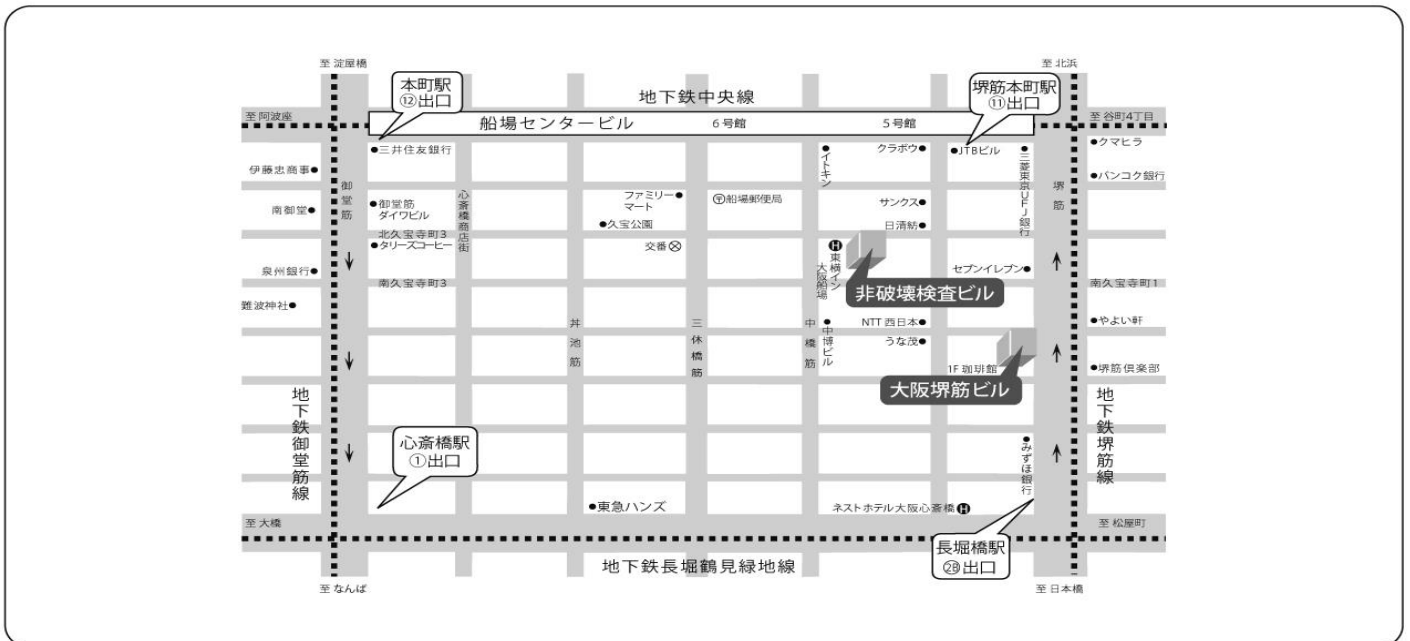 至 淀屋橋
至 北浜
本町駅
⑫出口
地下鉄中央線
堺筋本町駅
⑪出口
至 阿波座
船場センタービル
6号館
5号館
至 谷町4丁目
三井住友銀行
イトキン
クラボウ
JTBビル
三菱東京UFJ銀行
クマヒラ
伊藤忠商事
バンコク銀行
御堂筋
心斎橋商店街
堺筋
南御堂
御堂筋
ダイワビル
ファミリー
マート
〒船場郵便局
サンクス
久宝公園
日清紡
北久宝寺町3
タリーズコーヒー
交番
H
東横イン
大阪船場
泉州銀行
セブンイレブン
南久宝寺町3
非破壊検査ビル
南久宝寺町1
難波神社
丼池筋
三休橋筋
中橋筋
中博ビル
NTT 西日本
やよい軒
うな茂
1F 珈琲館
堺筋倶楽部
大阪堺筋ビル
地下鉄御堂筋線
地下鉄堺筋線
心斎橋駅
①出口
みずほ銀行
東急ハンズ
ネストホテル大阪心斎橋 H
至 大橋
至 松屋町
長堀橋駅
2B出口
地下鉄長堀鶴見緑地線
至 なんば
至 日本橋